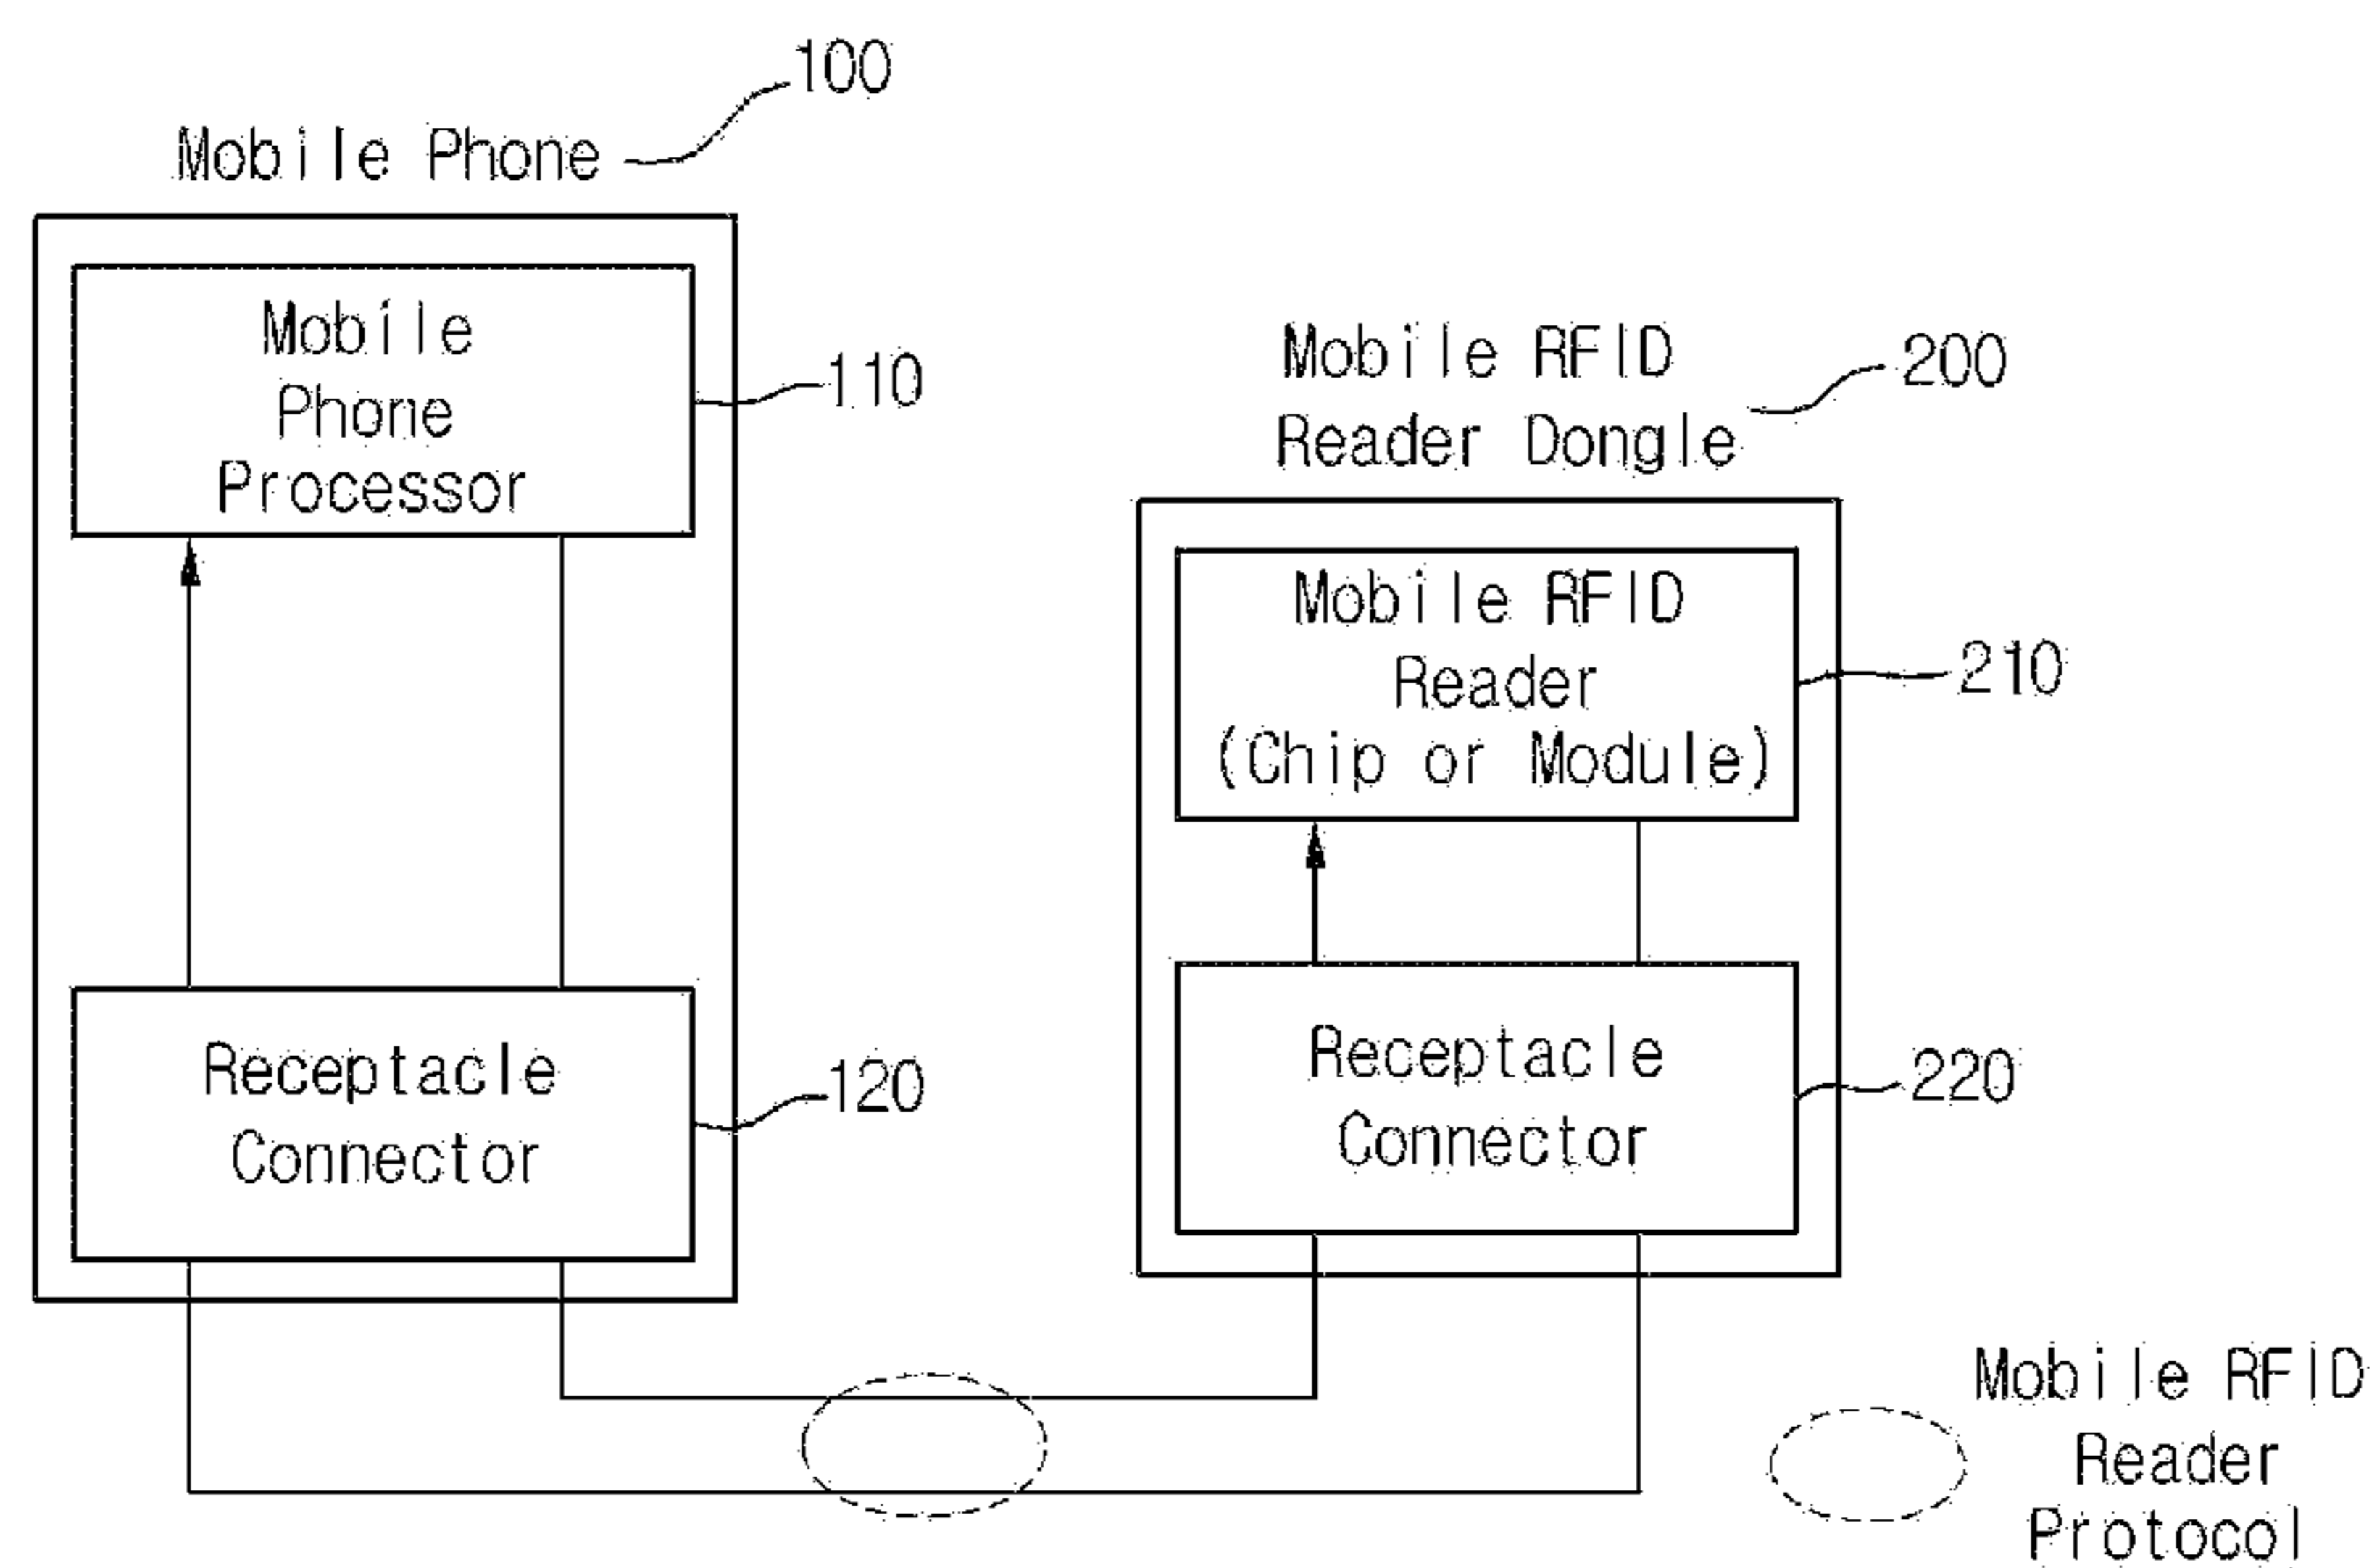 100
Mobile Phone
Mobile
Phone
Processor
110
Receptacle
Connector
120
Mobile RFID
Reader Dongle
200
Mobile RFID
Reader
(Chip or Module)
210
Receptacle
Connector
220
Mobile RFID
Reader
Protocol